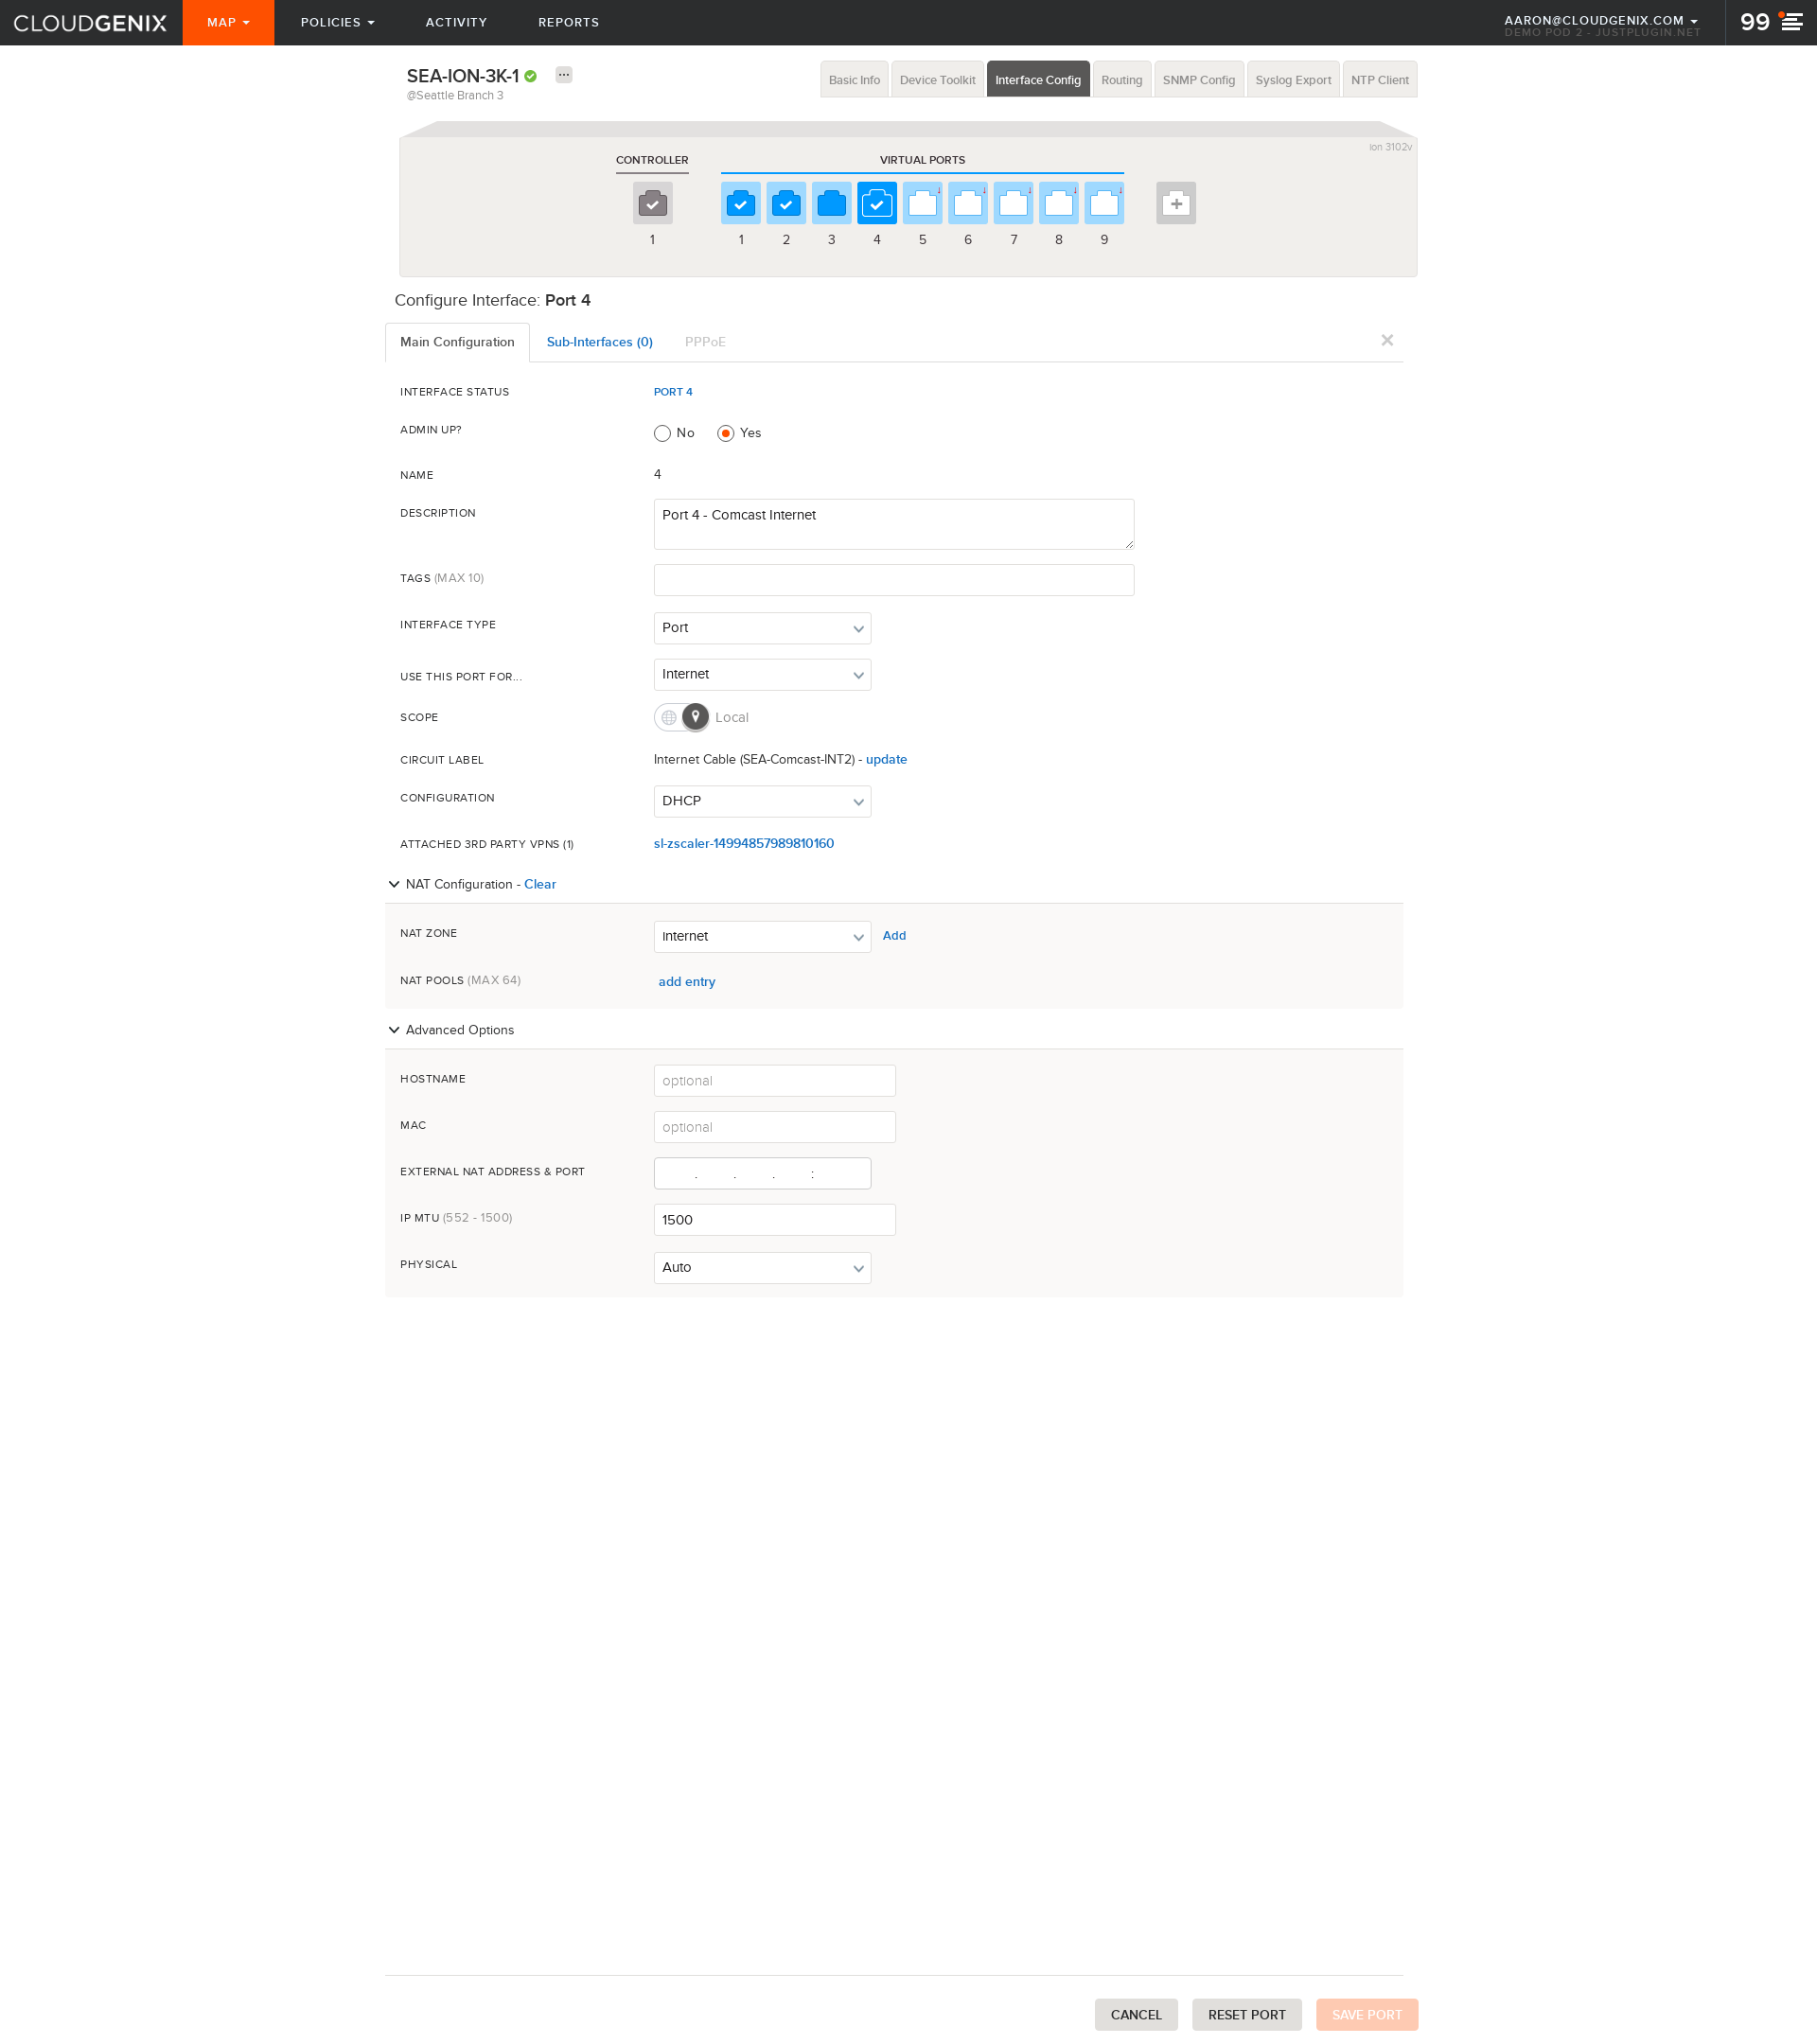 CLOUDGENIX MAP POLICIES ACTIVITY REPORTS AARON@CLOUDGENIX.COM 99
DEMO POD 2 - JUSTPLUGIN.NET
SEA-ION-3K-1 Basic Info Device Toolkit Interface Config Routing SNMP Config Syslog Export NTP Client
@Seattle Branch 3
ion 3102v
CONTROLLER VIRTUAL PORTS
1 1 2 3 4 5 6 7 8 9
Configure Interface: Port 4
Main Configuration Sub-Interfaces (0) PPPoE
INTERFACE STATUS PORT 4
ADMIN UP? No Yes
NAME 4
DESCRIPTION Port 4 - Comcast Internet
TAGS (MAX 10)
INTERFACE TYPE Port
USE THIS PORT FOR... Internet
SCOPE Local
CIRCUIT LABEL Internet Cable (SEA-Comcast-INT2) - update
CONFIGURATION DHCP
ATTACHED 3RD PARTY VPNS (1) sl-zscaler-14994857989810160
NAT Configuration - Clear
NAT ZONE internet Add
NAT POOLS (MAX 64) add entry
Advanced Options
HOSTNAME optional
MAC optional
EXTERNAL NAT ADDRESS & PORT . . . :
IP MTU (552 - 1500) 1500
PHYSICAL Auto
CANCEL RESET PORT SAVE PORT